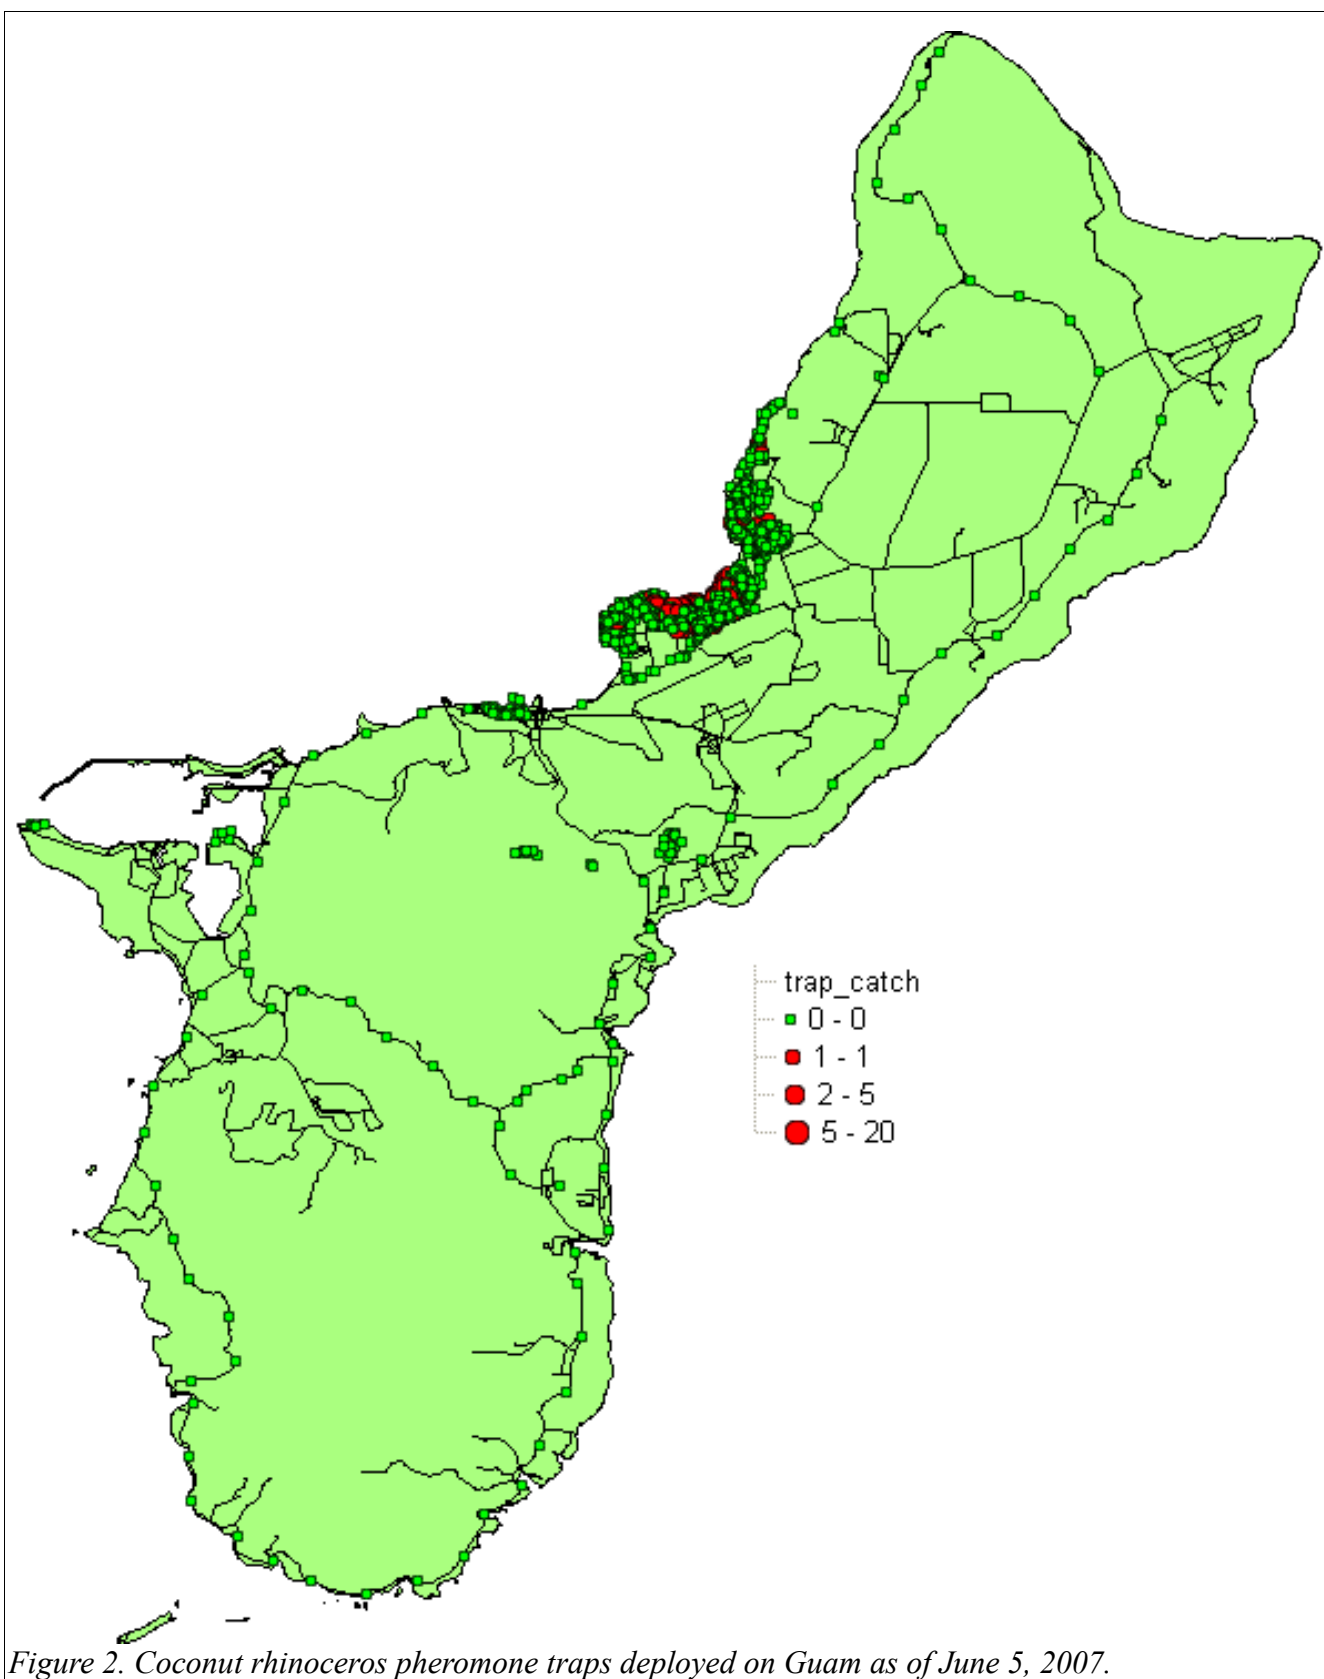 trap_catch
0 - 0
1 - 1
2 - 5
5 - 20
Figure 2. Coconut rhinoceros pheromone traps deployed on Guam as of June 5, 2007.